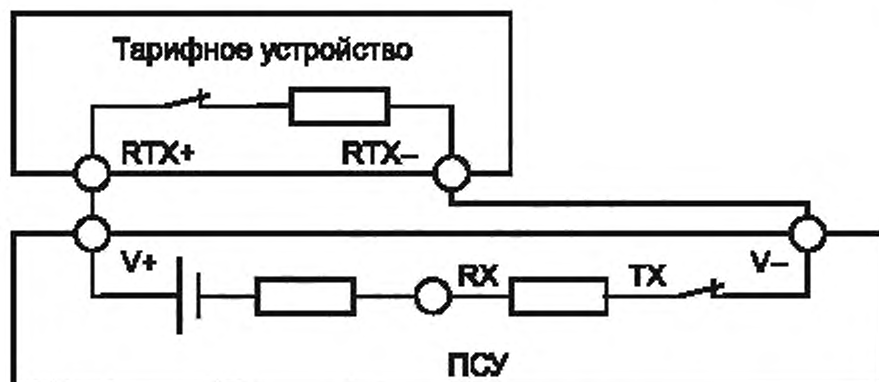 Тарифное устройство
RTX+ RTX–
V+ RX TX V–
ПСУ